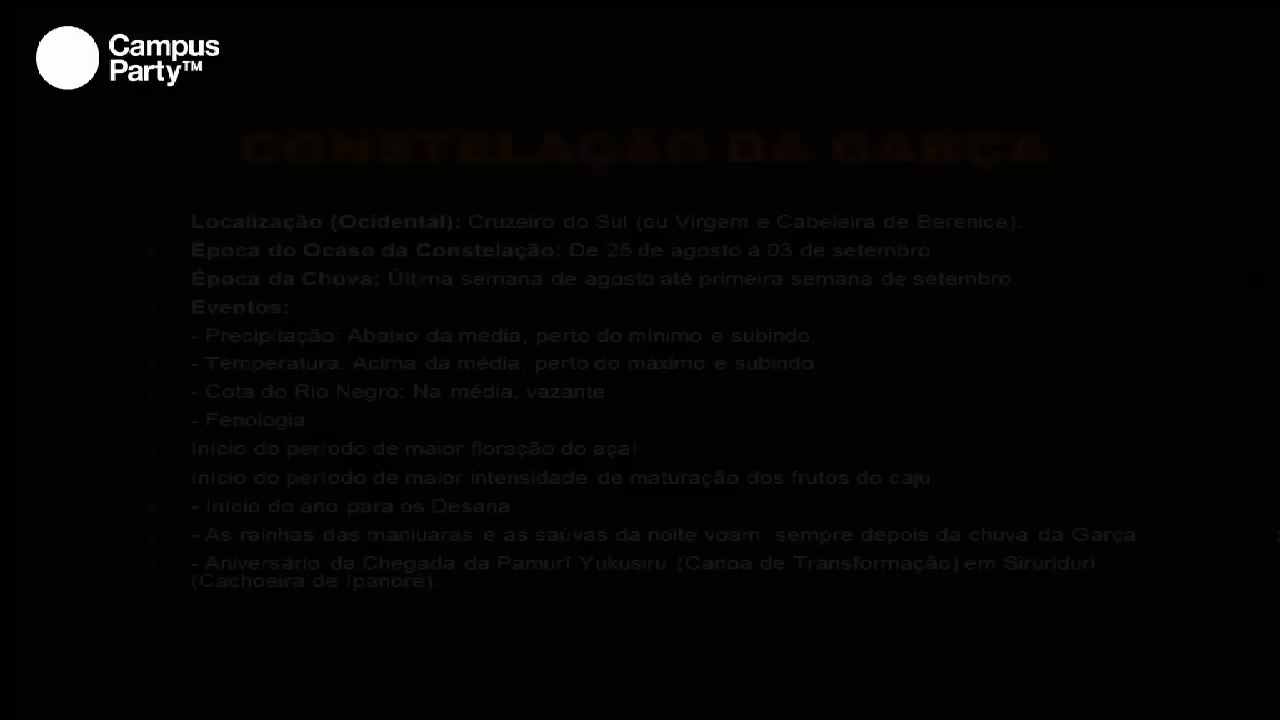 Campus
Party™
CONSTELAÇÃO DA GARÇA
Localização (Ocidental): Cruzeiro do Sul (ou Virgem e Cabeleira de Berenice).
Época do Ocaso da Constelação: De 25 de agosto à 03 de setembro
Época da Chuva: Última semana de agosto até primeira semana de setembro.
Eventos:
- Precipitação: Abaixo da média, perto do mínimo e subindo.
- Temperatura: Acima da média, perto do máximo e subindo
- Cota do Rio Negro: Na média, vazante
- Fenologia
Início do período de maior floração do açaí.
Início do período de maior intensidade de maturação dos frutos do caju.
- Início do ano para os Desana
- As rainhas das maniuaras e as saúvas da noite voam sempre depois da chuva da Garça
- Aniversário da Chegada da Pamurî Yukusiru (Canoa de Transformação) em Siruriduri
(Cachoeira de Ipanoré).